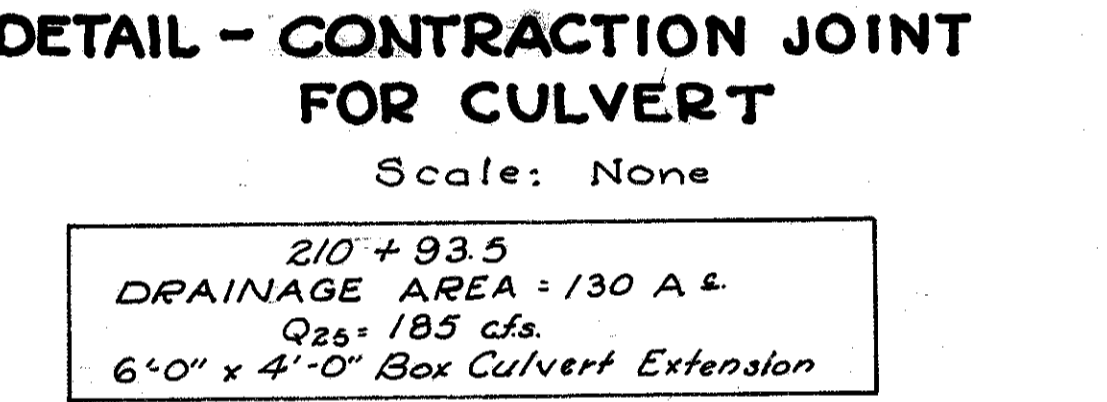 DETAIL - CONTRACTION JOINT
FOR CULVERT
Scale: None
210 + 93.5
DRAINAGE AREA = 130 Ac.
Q25 = 185 cfs.
6'-0" x 4'-0" Box Culvert Extension